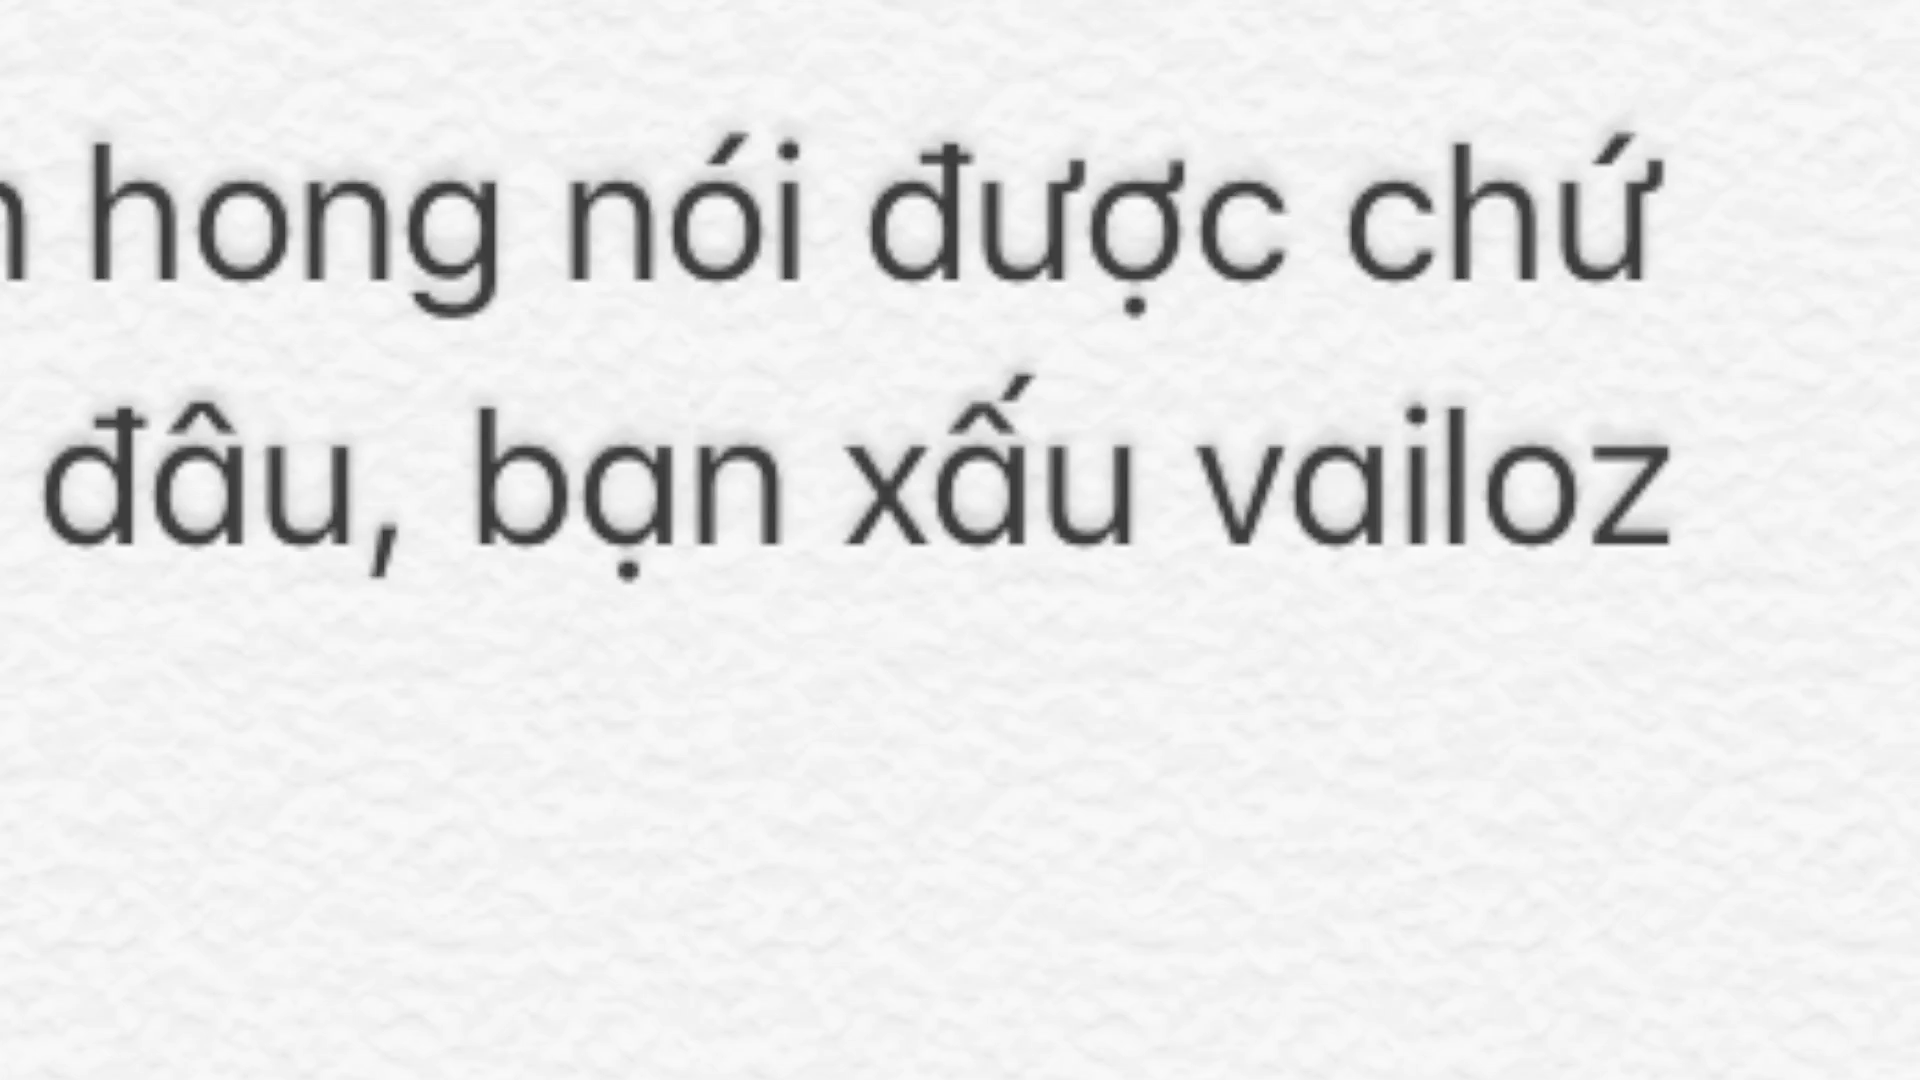 hong nói được chứ
đâu, bạn xấu vailoz